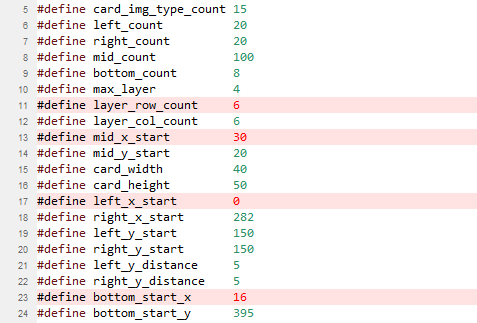 5 #define card_img_type_count 15
6 #define left_count 20
7 #define right_count 20
8 #define mid_count 100
9 #define bottom_count 8
10 #define max_layer 4
11 #define layer_row_count 6
12 #define layer_col_count 6
13 #define mid_x_start 30
14 #define mid_y_start 20
15 #define card_width 40
16 #define card_height 50
17 #define left_x_start 0
18 #define right_x_start 282
19 #define left_y_start 150
20 #define right_y_start 150
21 #define left_y_distance 5
22 #define right_y_distance 5
23 #define bottom_start_x 16
24 #define bottom_start_y 395